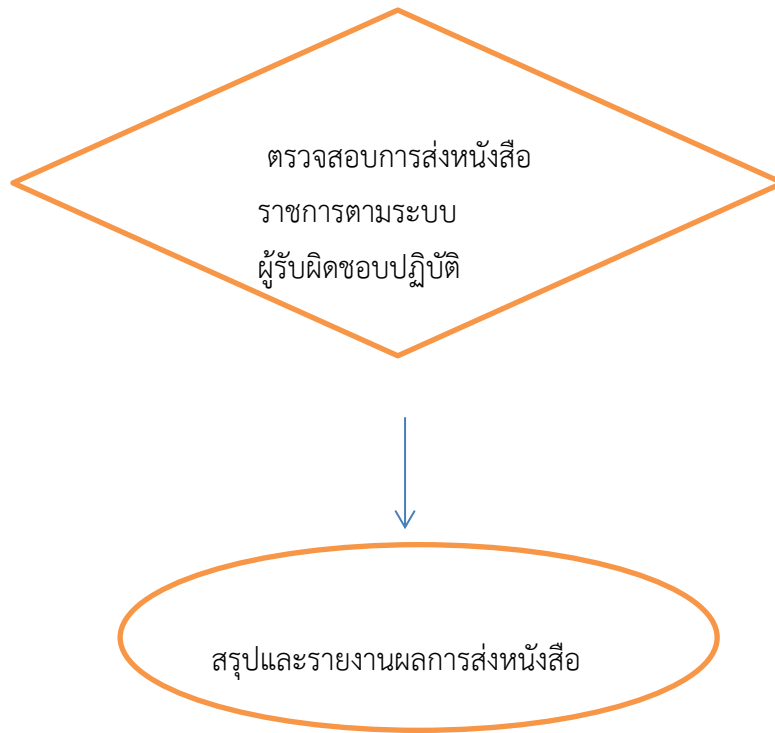 ตรวจสอบการส่งหนังสือ
ราชการตามระบบ
ผู้รับผิดชอบปฏิบัติ
สรุปและรายงานผลการส่งหนังสือ